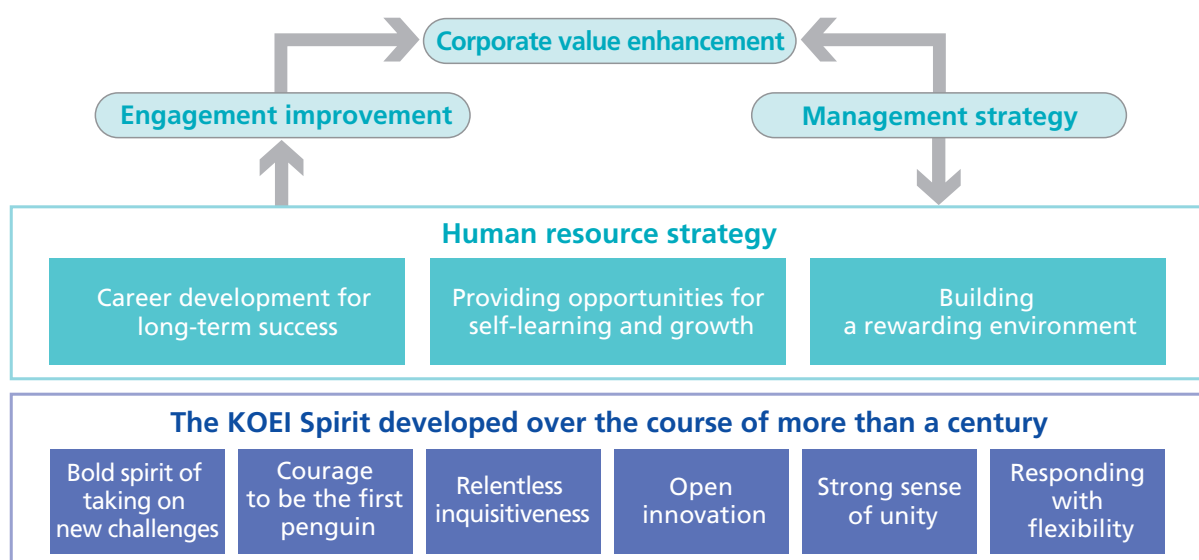 Corporate value enhancement
Engagement improvement
Management strategy
Human resource strategy
Career development for
long-term success
Providing opportunities for
self-learning and growth
Building
a rewarding environment
The KOEI Spirit developed over the course of more than a century
Bold spirit of
taking on
new challenges
Courage
to be the first
penguin
Relentless
inquisitiveness
Open
innovation
Strong sense
of unity
Responding
with
flexibility